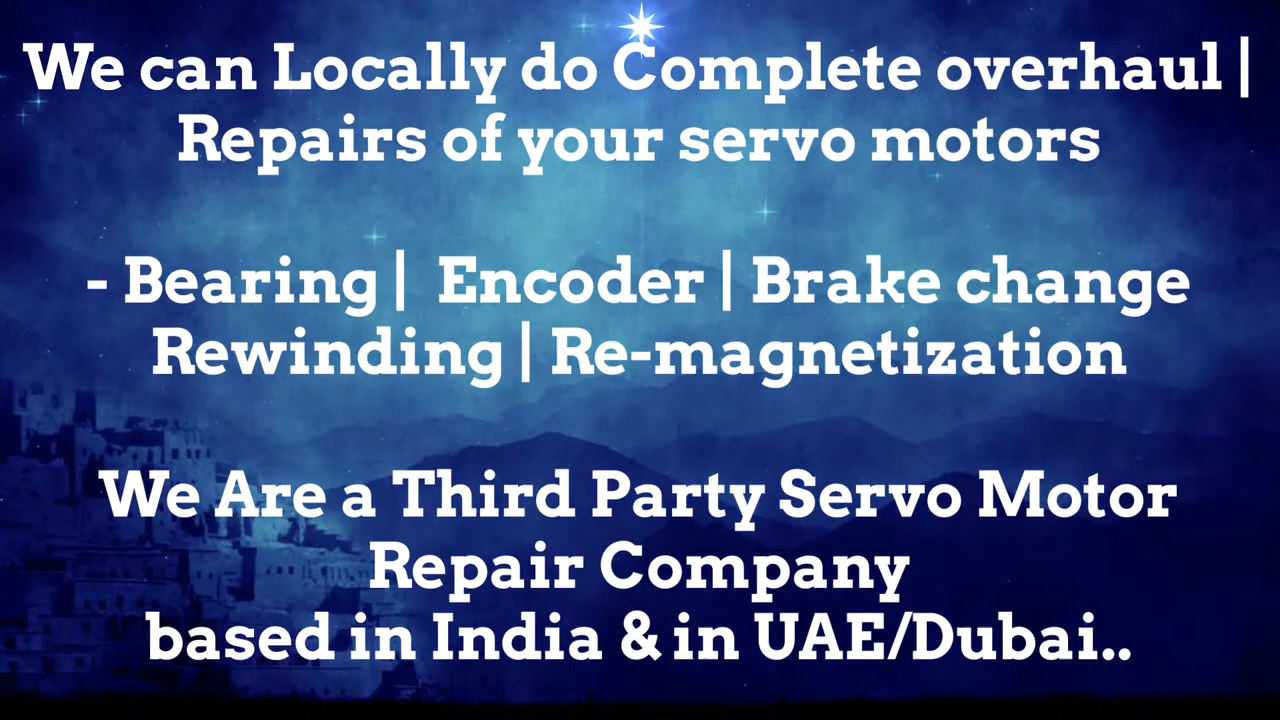 We can Locally do Complete overhaul |
Repairs of your servo motors
- Bearing | Encoder | Brake change
Rewinding | Re-magnetization
We Are a Third Party Servo Motor
Repair Company
based in India & in UAE/Dubai..